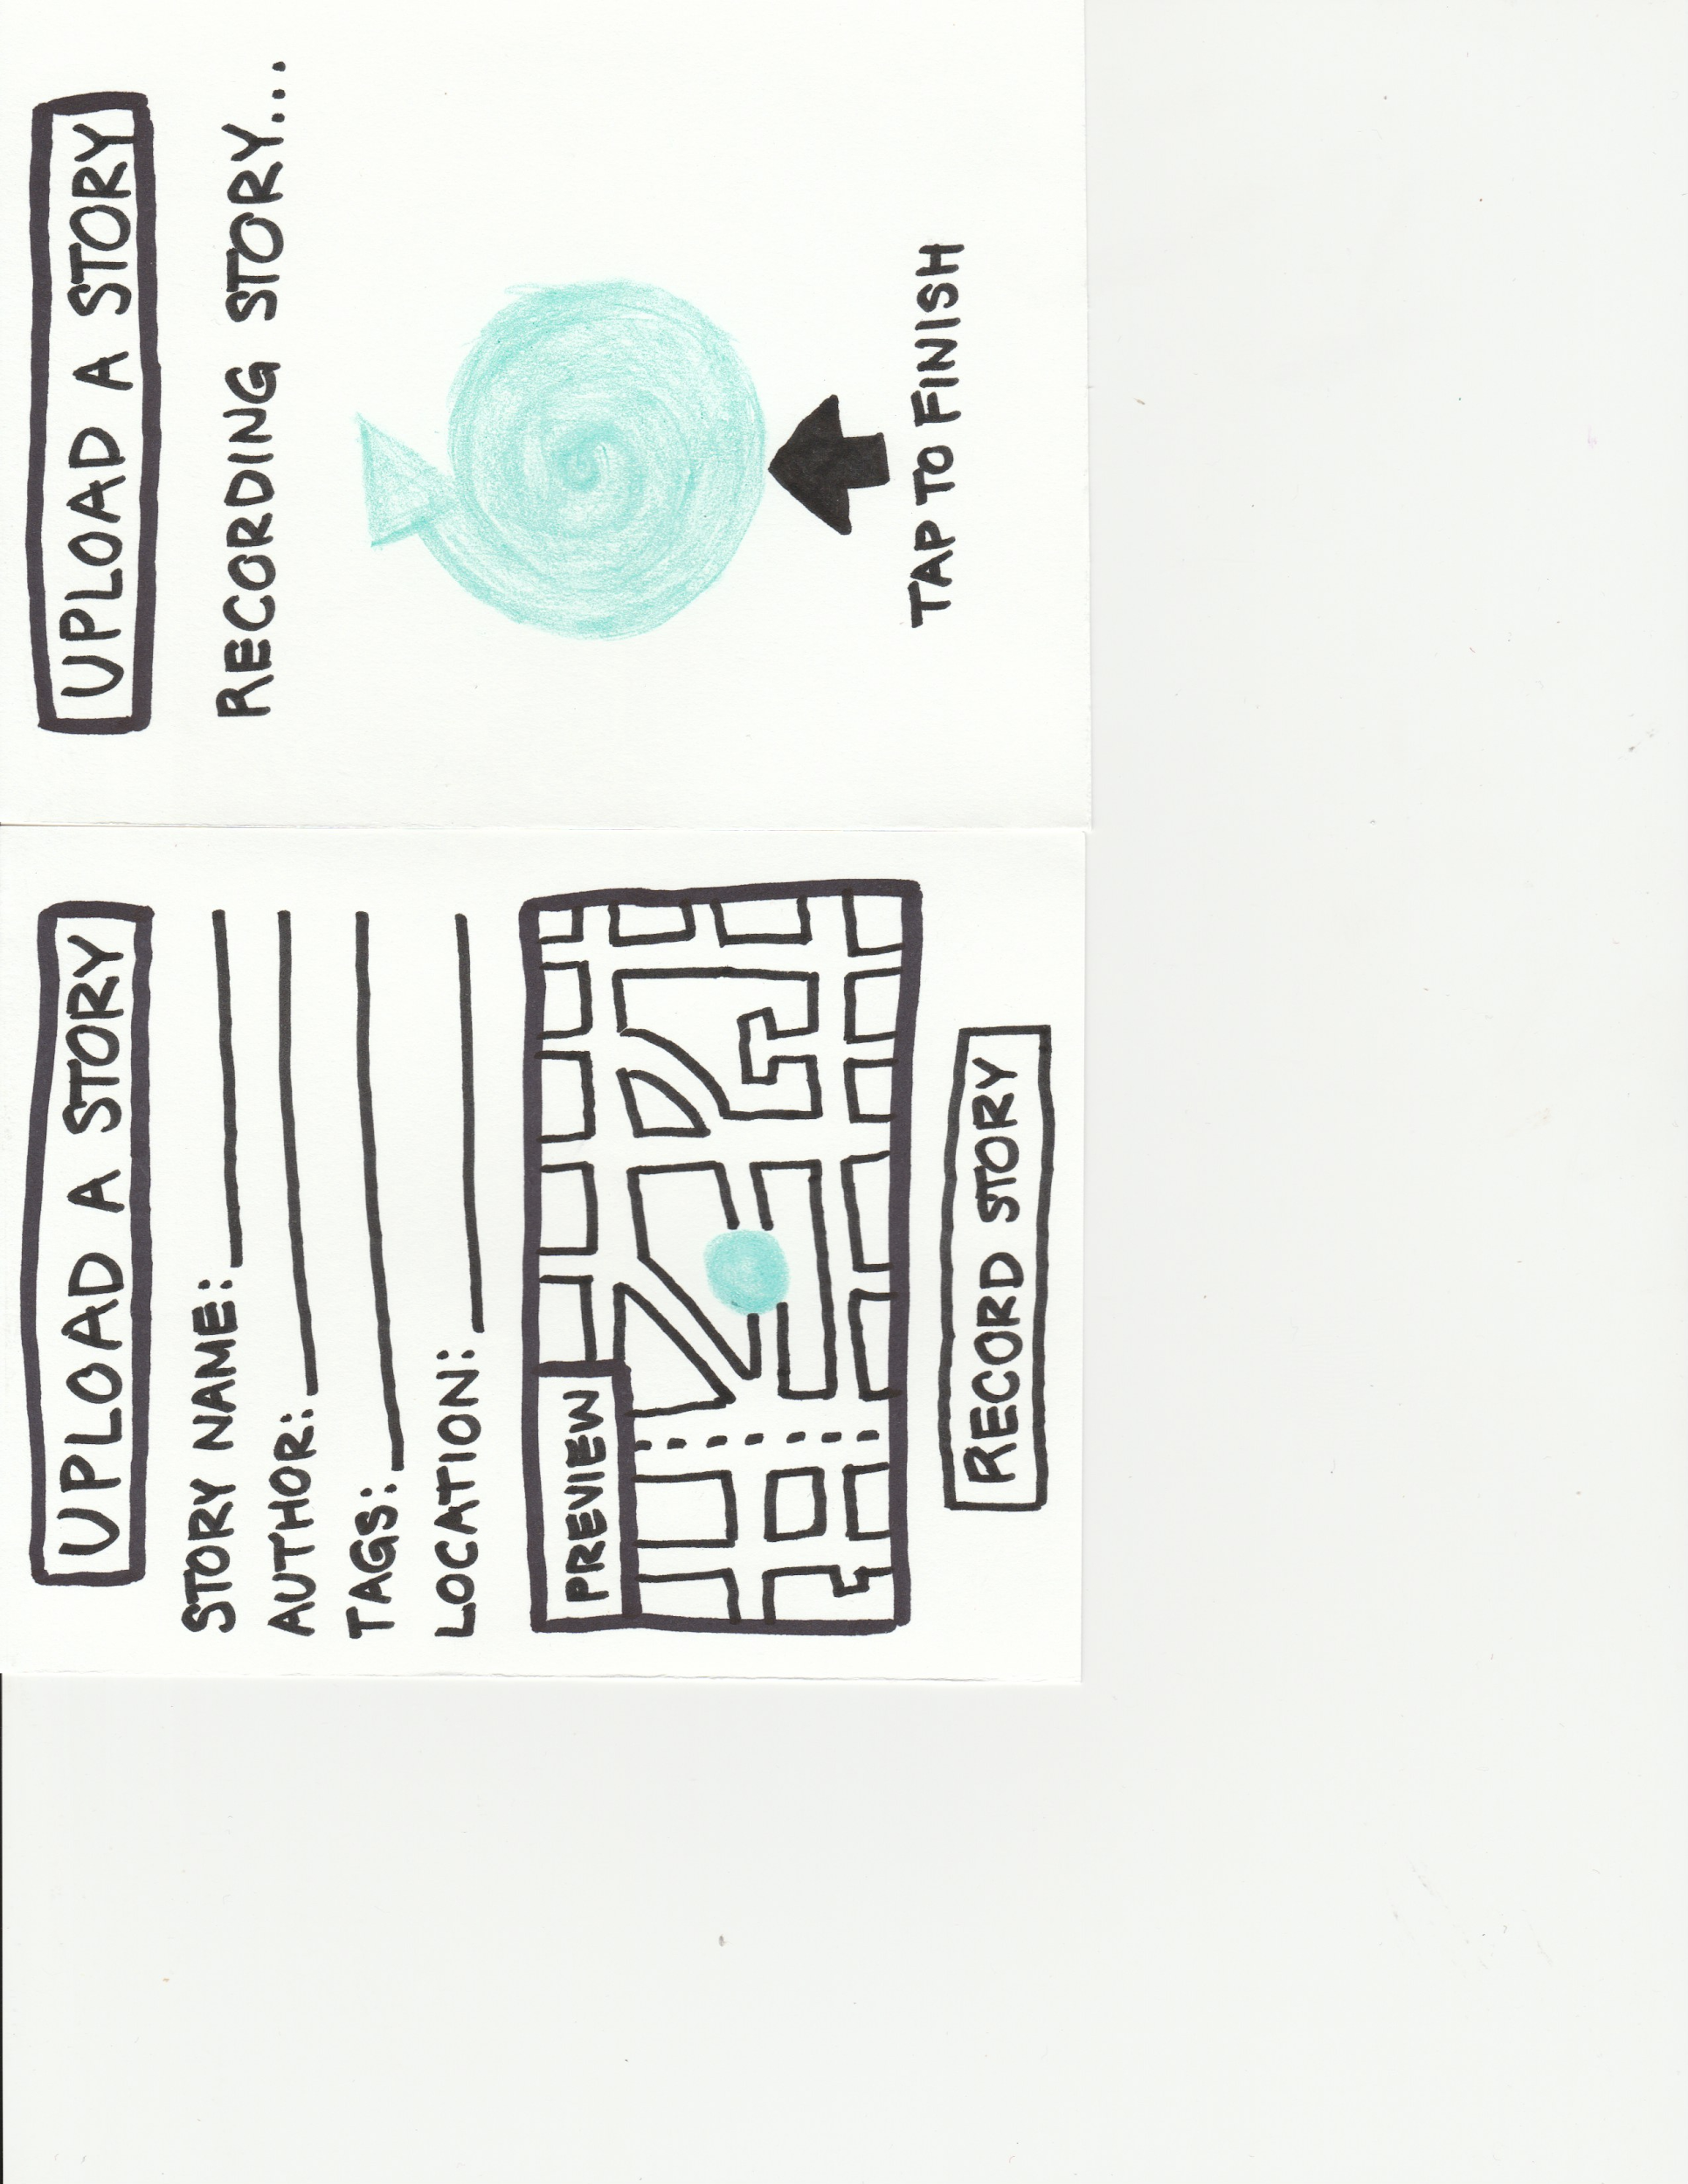 UPLOAD A STORY
STORY NAME:
AUTHOR:
TAGS:
LOCATION:
PREVIEW
RECORD STORY
UPLOAD A STORY
RECORDING STORY...
TAP TO FINISH